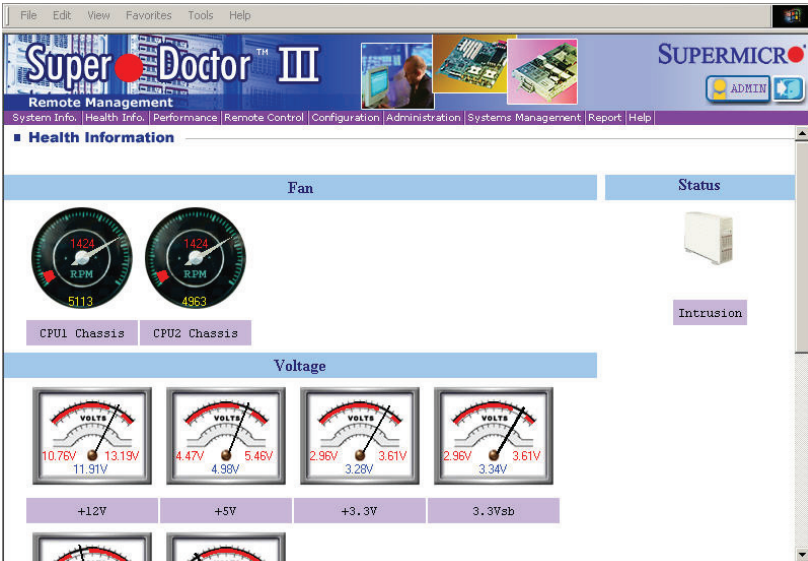 File Edit View Favorites Tools Help
Super Doctor™ III
SUPERMICRO
ADMIN
Remote Management
System Info. Health Info. Performance Remote Control Configuration Administration Systems Management Report Help
Health Information
Fan
Status
1424 1424
RPM RPM
5113 4963
CPU1 Chassis CPU2 Chassis
Intrusion
Voltage
VOLTS VOLTS VOLTS VOLTS
10.76V 13.19V 4.47V 5.46V 2.96V 3.61V 2.96V 3.61V
11.91V 4.98V 3.28V 3.34V
+12V +5V +3.3V 3.3Vsb